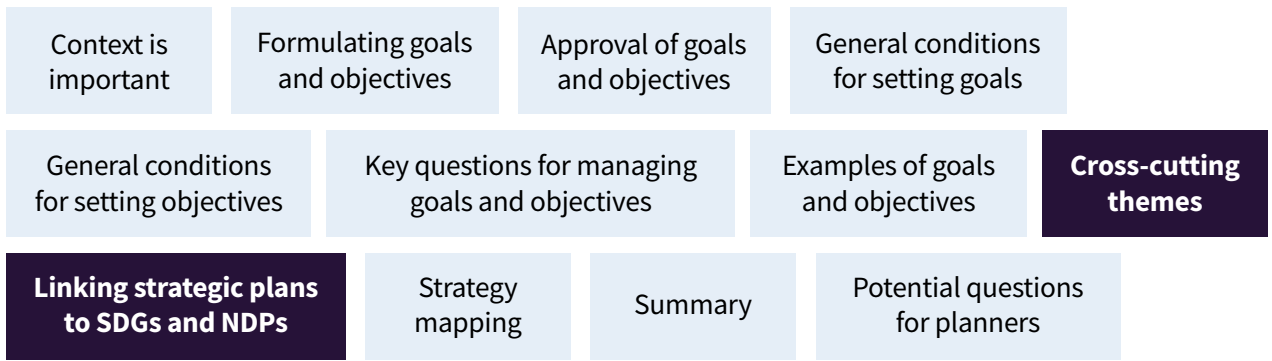 Context is
important
Formulating goals
and objectives
Approval of goals
and objectives
General conditions
for setting goals
General conditions
for setting objectives
Key questions for managing
goals and objectives
Examples of goals
and objectives
Cross-cutting
themes
Linking strategic plans
to SDGs and NDPs
Strategy
mapping
Summary
Potential questions
for planners